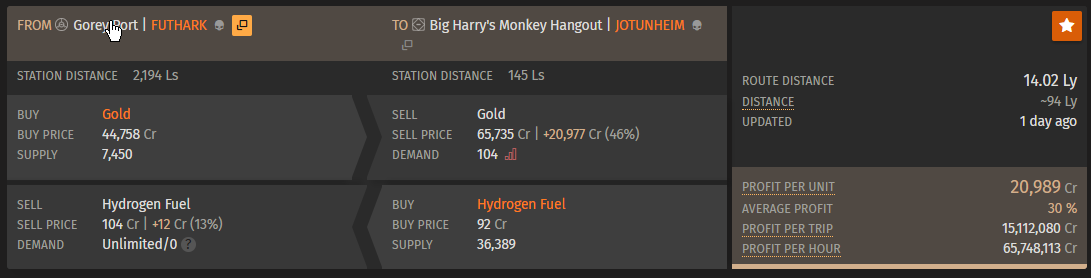 FROM Gorey Port | FUTHARK
TO Big Harry's Monkey Hangout | JOTUNHEIM
STATION DISTANCE 2,194 Ls
STATION DISTANCE 145 Ls
BUY Gold
BUY PRICE 44,758 Cr
SUPPLY 7,450
SELL Gold
SELL PRICE 65,735 Cr | +20,977 Cr (46%)
DEMAND 104
SELL Hydrogen Fuel
SELL PRICE 104 Cr | +12 Cr (13%)
DEMAND Unlimited/0 ?
BUY Hydrogen Fuel
BUY PRICE 92 Cr
SUPPLY 36,389
ROUTE DISTANCE 14.02 Ly
DISTANCE ~94 Ly
UPDATED 1 day ago
PROFIT PER UNIT 20,989 Cr
AVERAGE PROFIT 30 %
PROFIT PER TRIP 15,112,080 Cr
PROFIT PER HOUR 65,748,113 Cr